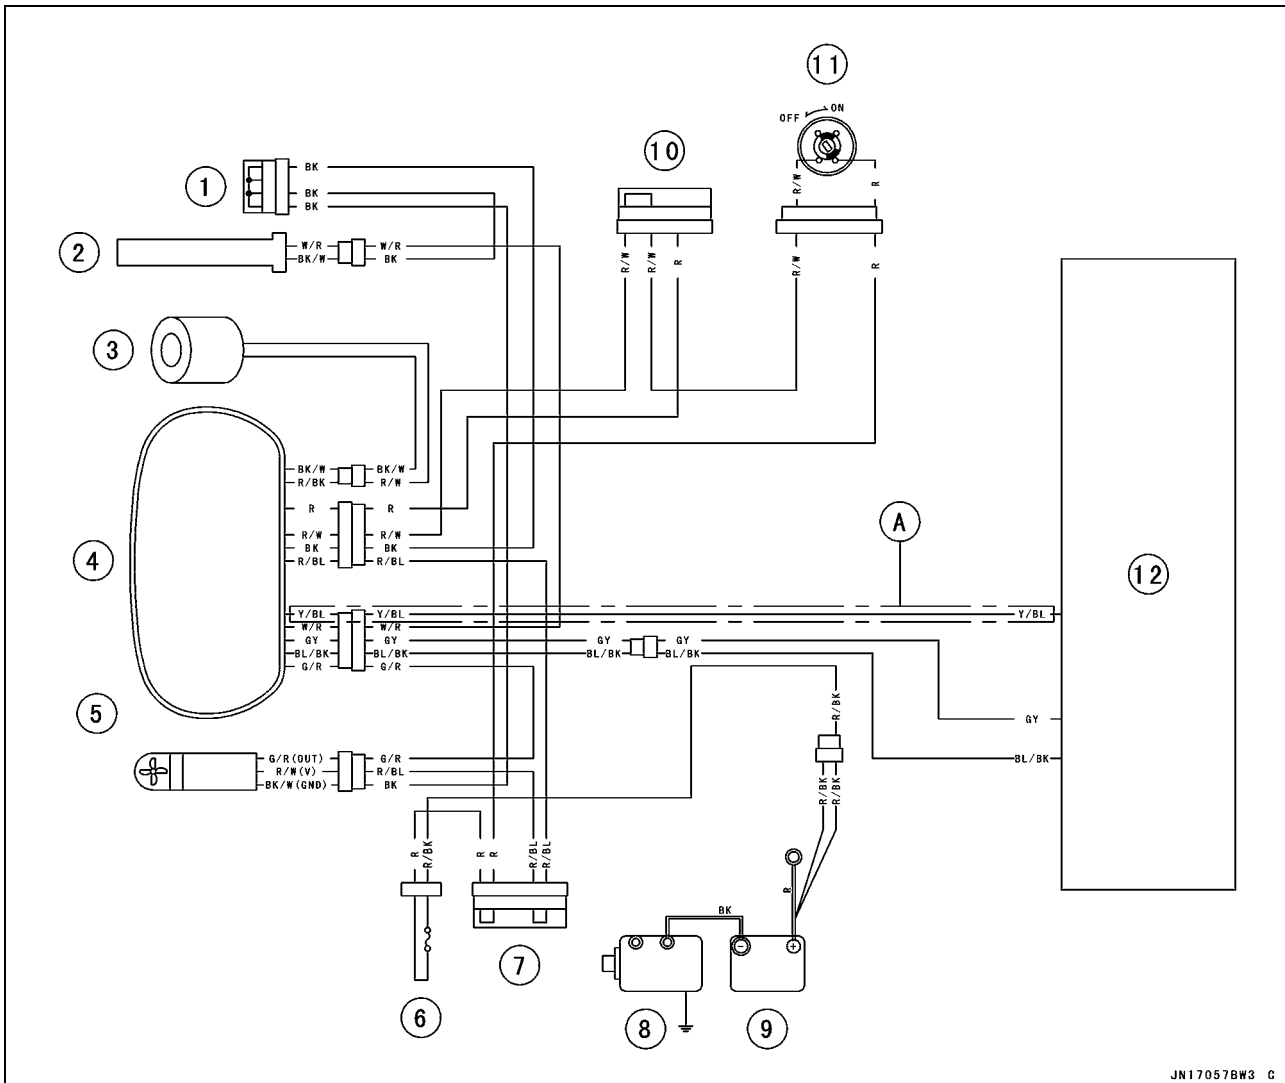 11
OFF ON
10
R/W R
1
BK
BK
BK
2
W/R W/R
BK/W BK
R/W R/W R
R/W R
3
BK/W BK/W
R/BK R/W
R R
A
4
R/W R/W
BK BK
R/BL R/BL
12
Y/BL Y/BL Y/BL
W/R W/R
GY GY GY GY
BL/BK BL/BK BL/BK BL/BK
G/R G/R
5
R/BK
GY
G/R(OUT) G/R
R/W(V) R/BL
BK/W(GND) BK
BL/BK
R/BK R/BK
R R/BK R R R/BL R/BL
R
BK
- +
7
6
8
9
JN17057BW3 C